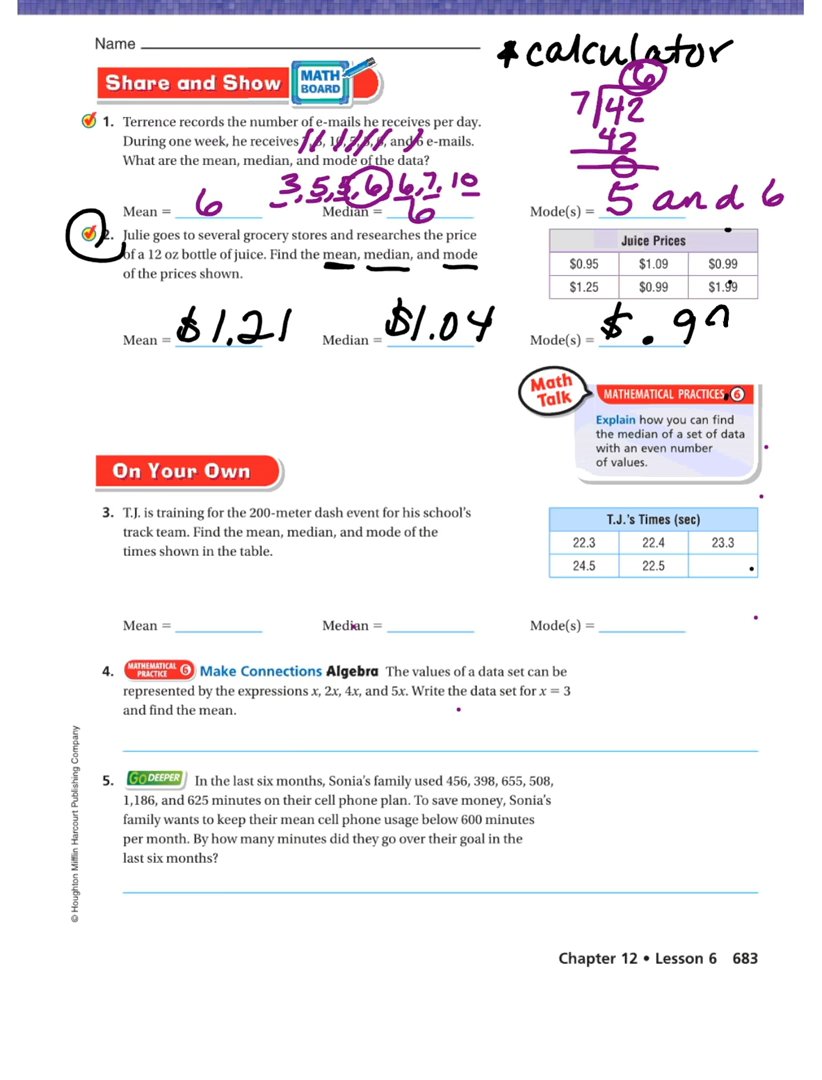 Name
* calculator
Share and Show MATH BOARD
6
7)42
42
0
1. Terrence records the number of e-mails he receives per day.
During one week, he receives 10, and 6 e-mails.
What are the mean, median, and mode of the data?
3, 5, 5, 6, 6, 7, 10
Mean = 6 Median = 6 Mode(s) = 5 and 6
2. Julie goes to several grocery stores and researches the price
of a 12 oz bottle of juice. Find the mean, median, and mode
of the prices shown.
Juice Prices
$0.95 $1.09 $0.99
$1.25 $0.99 $1.99
Mean = $1.21 Median = $1.04 Mode(s) = $.99
Math Talk
MATHEMATICAL PRACTICES 6
Explain how you can find
the median of a set of data
with an even number
of values.
On Your Own
3. T.J. is training for the 200-meter dash event for his school's
track team. Find the mean, median, and mode of the
times shown in the table.
T.J.'s Times (sec)
22.3 22.4 23.3
24.5 22.5
Mean = Median = Mode(s) =
4. MATHEMATICAL PRACTICE 6 Make Connections Algebra The values of a data set can be
represented by the expressions x, 2x, 4x, and 5x. Write the data set for x = 3
and find the mean.
5. GO DEEPER In the last six months, Sonia's family used 456, 398, 655, 508,
1,186, and 625 minutes on their cell phone plan. To save money, Sonia's
family wants to keep their mean cell phone usage below 600 minutes
per month. By how many minutes did they go over their goal in the
last six months?
© Houghton Mifflin Harcourt Publishing Company
Chapter 12 • Lesson 6 683